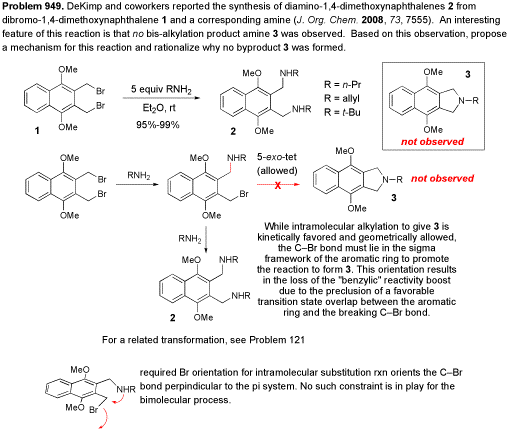 Problem 949. DeKimp and coworkers reported the synthesis of diamino-1,4-dimethoxynaphthalenes 2 from
dibromo-1,4-dimethoxynaphthalene 1 and a corresponding amine (J. Org. Chem. 2008, 73, 7555). An interesting
feature of this reaction is that no bis-alkylation product amine 3 was observed. Based on this observation, propose
a mechanism for this reaction and rationalize why no byproduct 3 was formed.
OMe
Br
Br
OMe
1
5 equiv RNH2
Et2O, rt
95%-99%
MeO
NHR
NHR
OMe
2
R = n-Pr
R = allyl
R = t-Bu
OMe
3
N-R
OMe
not observed
OMe
Br
Br
OMe
RNH2
MeO
NHR
Br
OMe
5-exo-tet
(allowed)
X
MeO
N-R
OMe
3
not observed
RNH2
MeO
NHR
NHR
2
OMe
While intramolecular alkylation to give 3 is
kinetically favored and geometrically allowed,
the C–Br bond must lie in the sigma
framework of the aromatic ring to promote
the reaction to form 3. This orientation results
in the loss of the "benzylic" reactivity boost
due to the preclusion of a favorable
transition state overlap between the aromatic
ring and the breaking C–Br bond.
For a related transformation, see Problem 121
MeO
NHR
MeO
Br
required Br orientation for intramolecular substitution rxn orients the C–Br
bond perpindicular to the pi system. No such constraint is in play for the
bimolecular process.